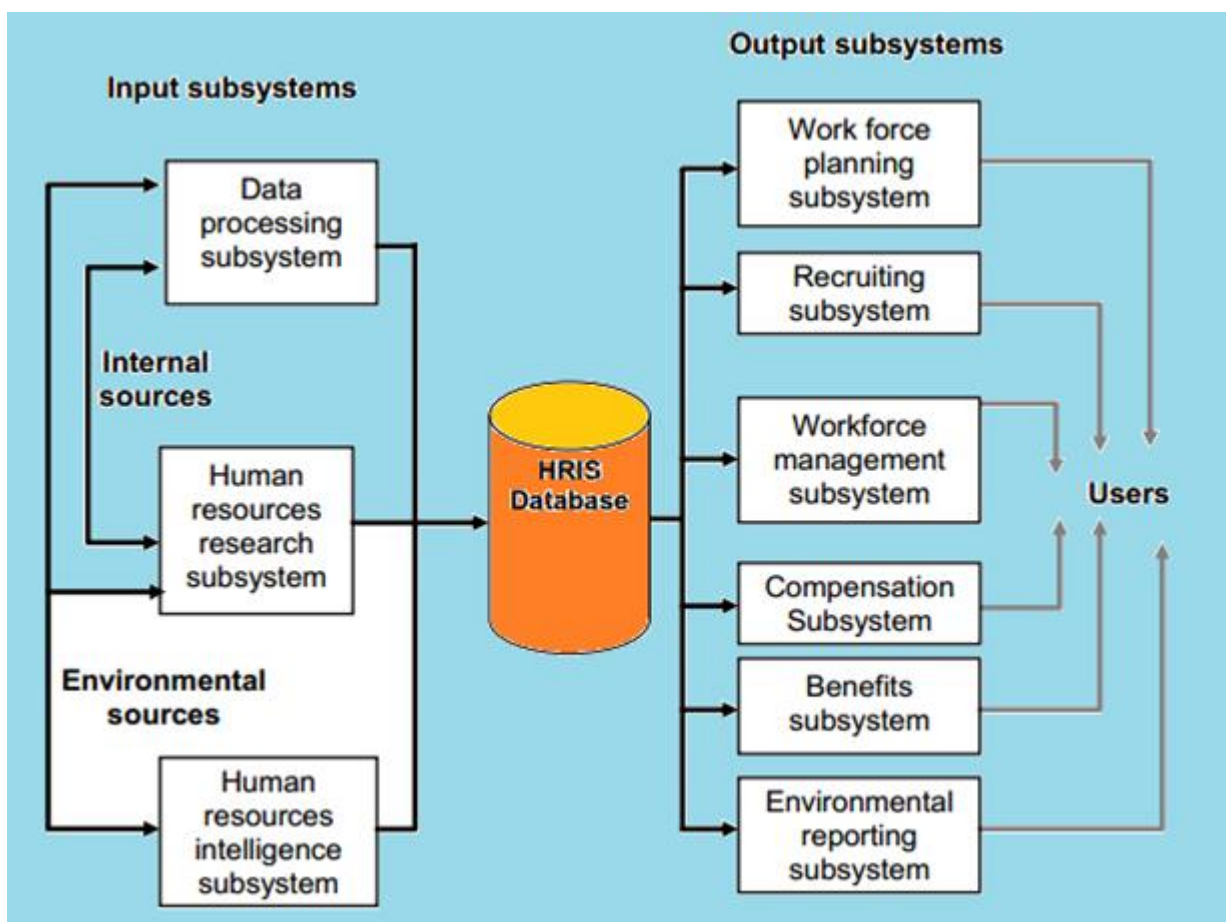 Input subsystems
Data
processing
subsystem
Internal
sources
Human
resources
research
subsystem
Environmental
sources
Human
resources
intelligence
subsystem
HRIS
Database
Output subsystems
Work force
planning
subsystem
Recruiting
subsystem
Workforce
management
subsystem
Compensation
Subsystem
Benefits
subsystem
Environmental
reporting
subsystem
Users